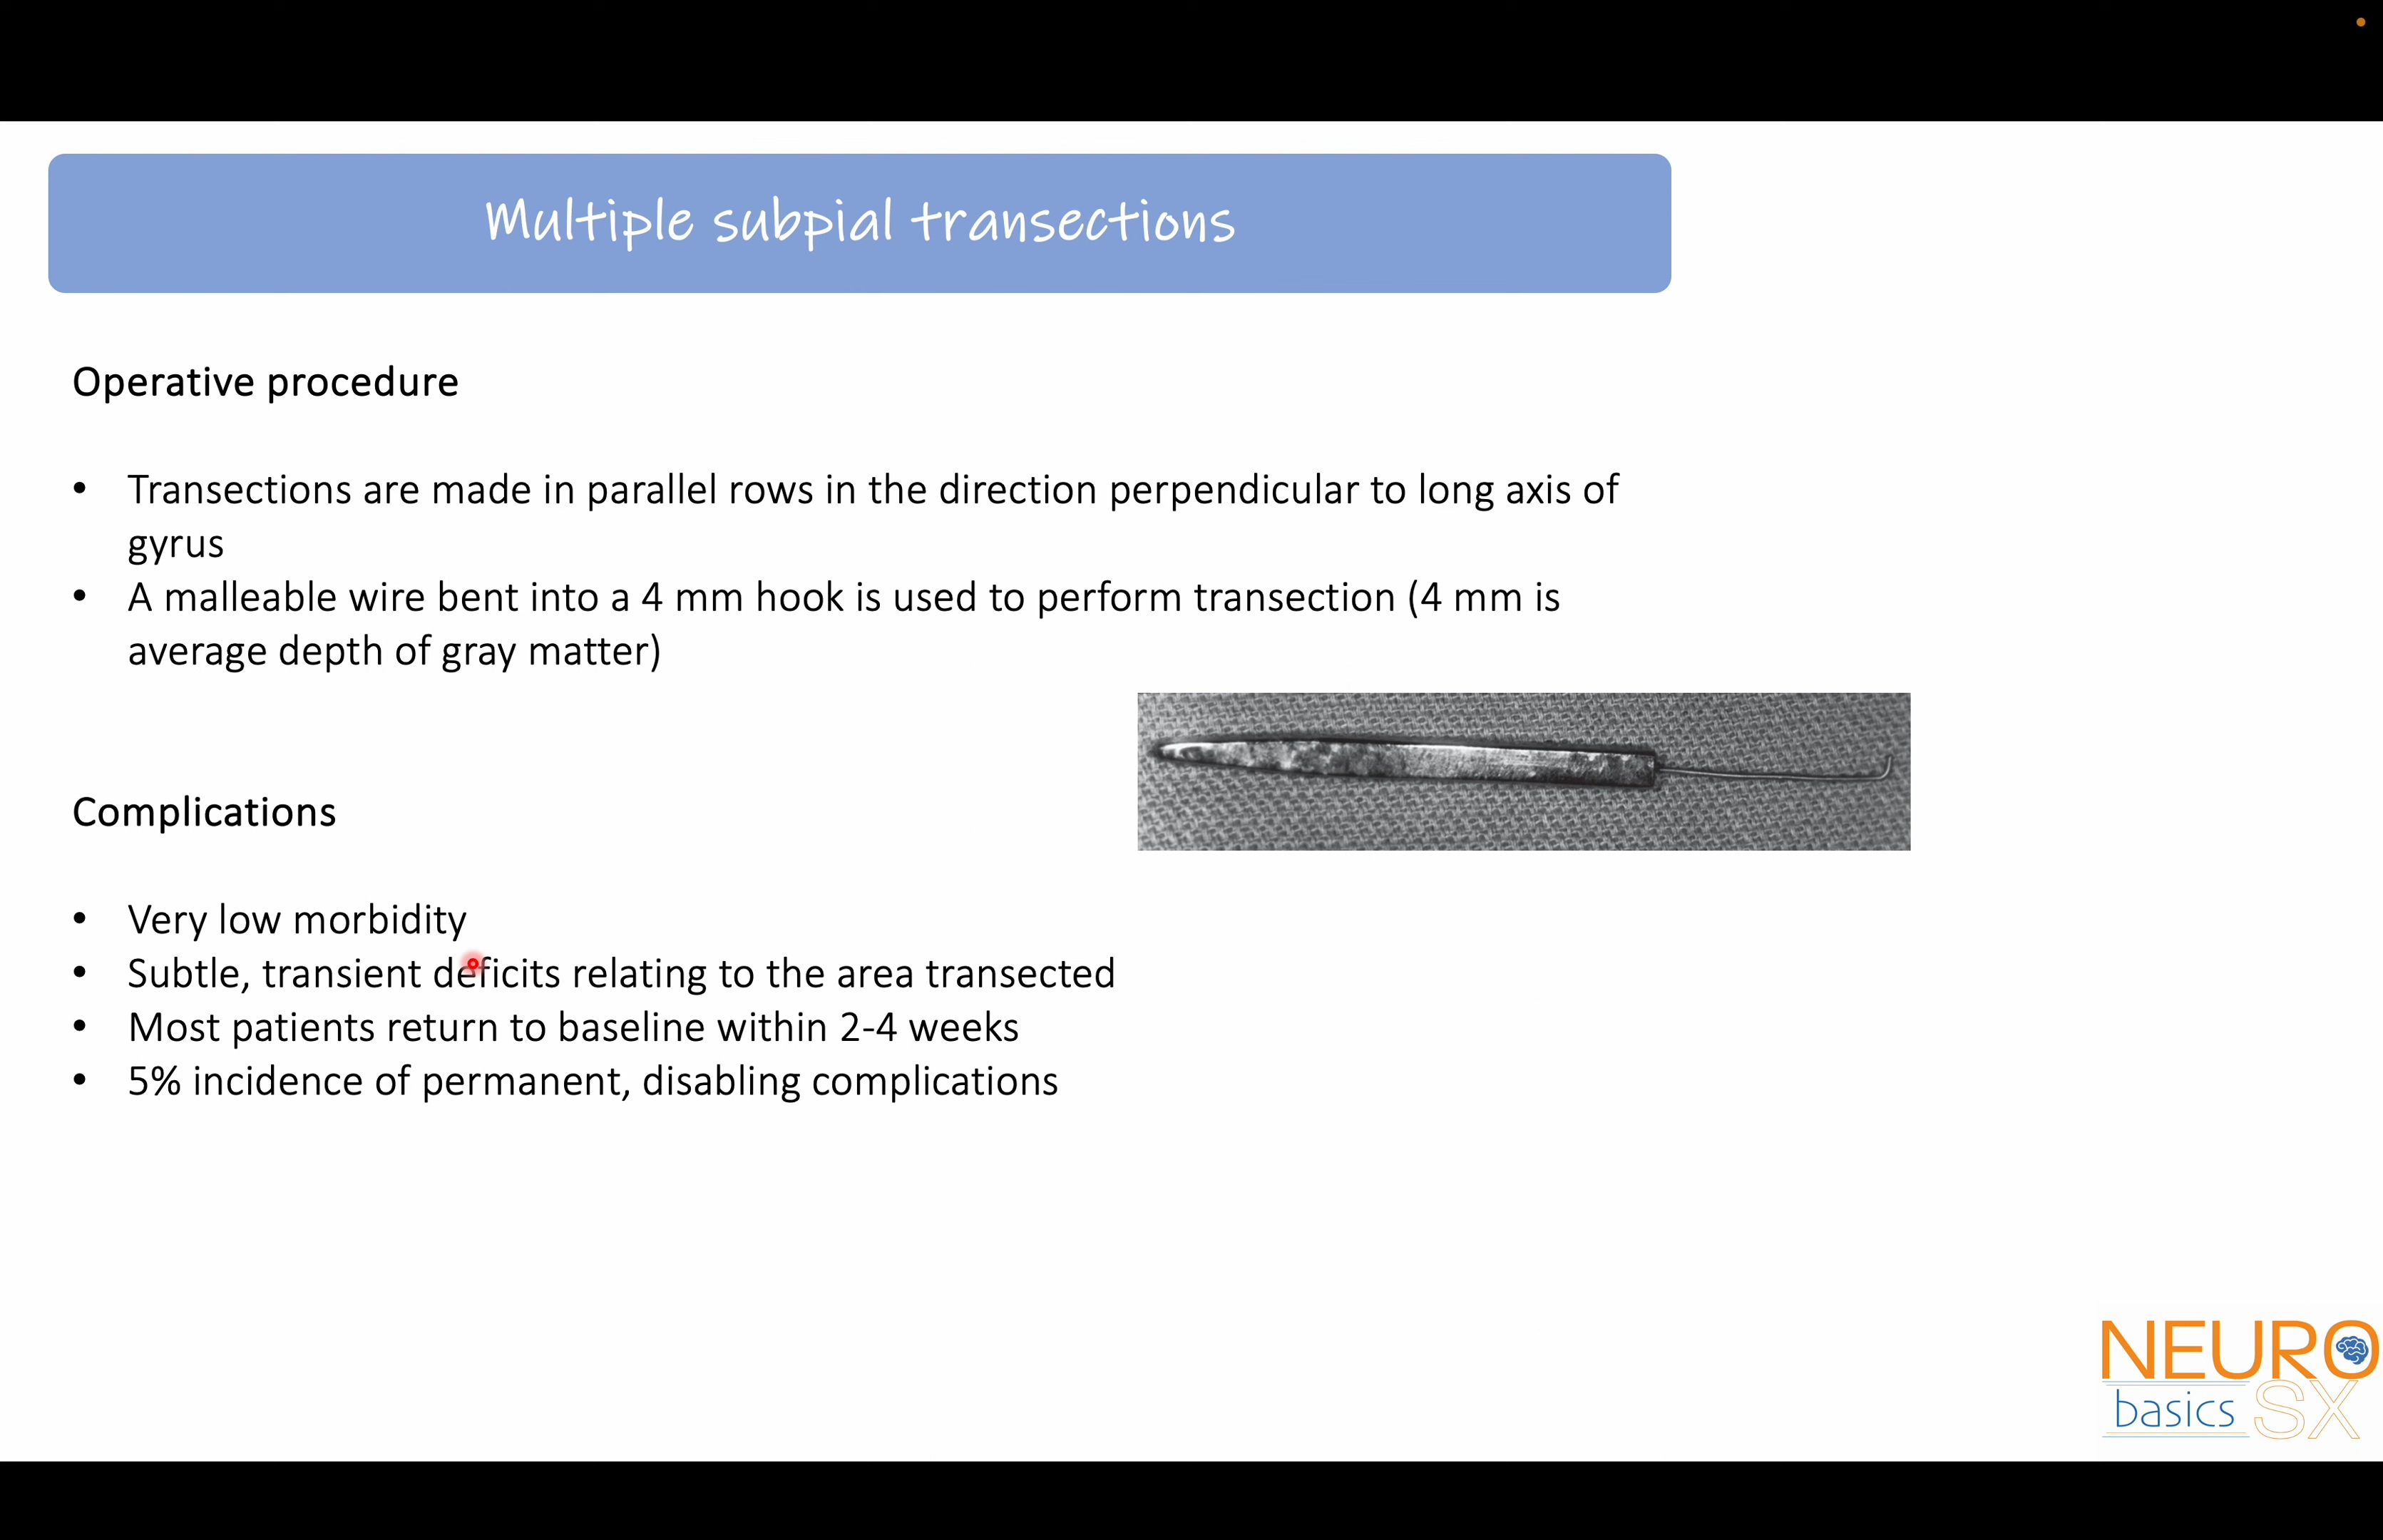 Multiple subpial transections
Operative procedure
• Transections are made in parallel rows in the direction perpendicular to long axis of
gyrus
• A malleable wire bent into a 4 mm hook is used to perform transection (4 mm is
average depth of gray matter)
Complications
• Very low morbidity
• Subtle, transient deficits relating to the area transected
• Most patients return to baseline within 2-4 weeks
• 5% incidence of permanent, disabling complications
NEURO
basics SX